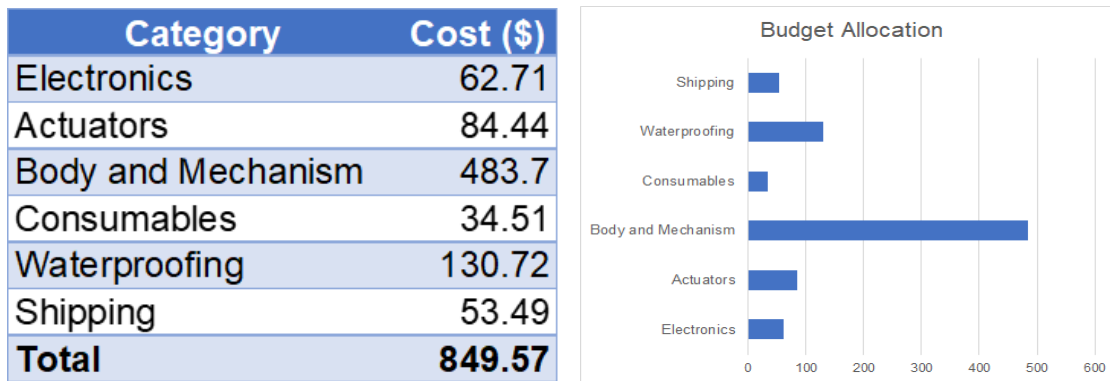 Category Cost ($)
Electronics 62.71
Actuators 84.44
Body and Mechanism 483.7
Consumables 34.51
Waterproofing 130.72
Shipping 53.49
Total 849.57
Budget Allocation
Shipping
Waterproofing
Consumables
Body and Mechanism
Actuators
Electronics
0 100 200 300 400 500 600